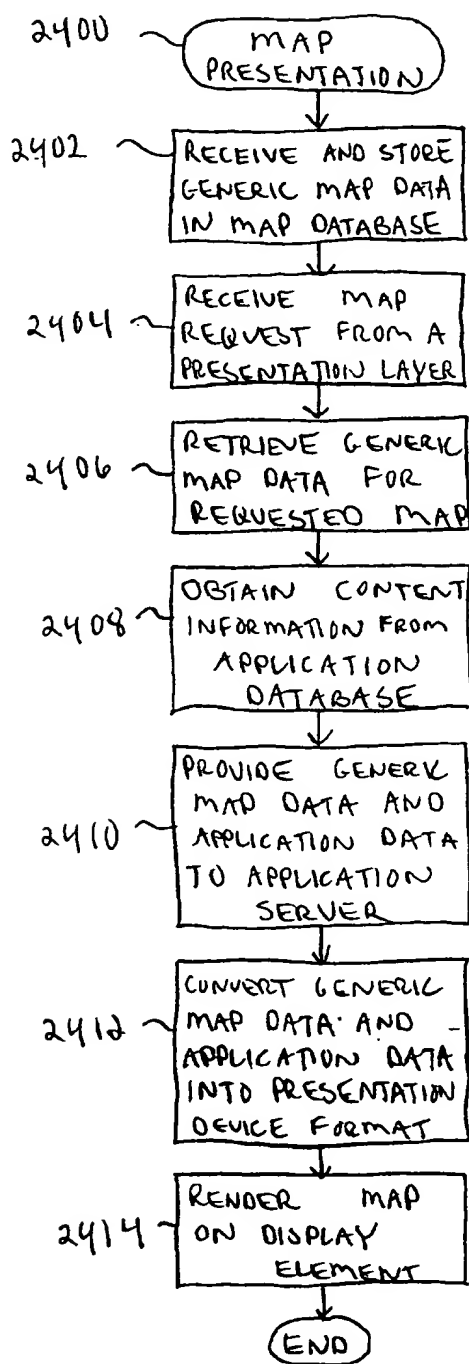 2400
MAP
PRESENTATION
2402
RECEIVE AND STORE
GENERIC MAP DATA
IN MAP DATABASE
2404
RECEIVE MAP
REQUEST FROM A
PRESENTATION LAYER
2406
RETRIEVE GENERIC
MAP DATA FOR
REQUESTED MAP
2408
OBTAIN CONTENT
INFORMATION FROM
APPLICATION
DATABASE
2410
PROVIDE GENERIC
MAP DATA AND
APPLICATION DATA
TO APPLICATION
SERVER
2412
CONVERT GENERIC
MAP DATA AND
APPLICATION DATA
INTO PRESENTATION
DEVICE FORMAT
2414
RENDER MAP
ON DISPLAY
ELEMENT
END